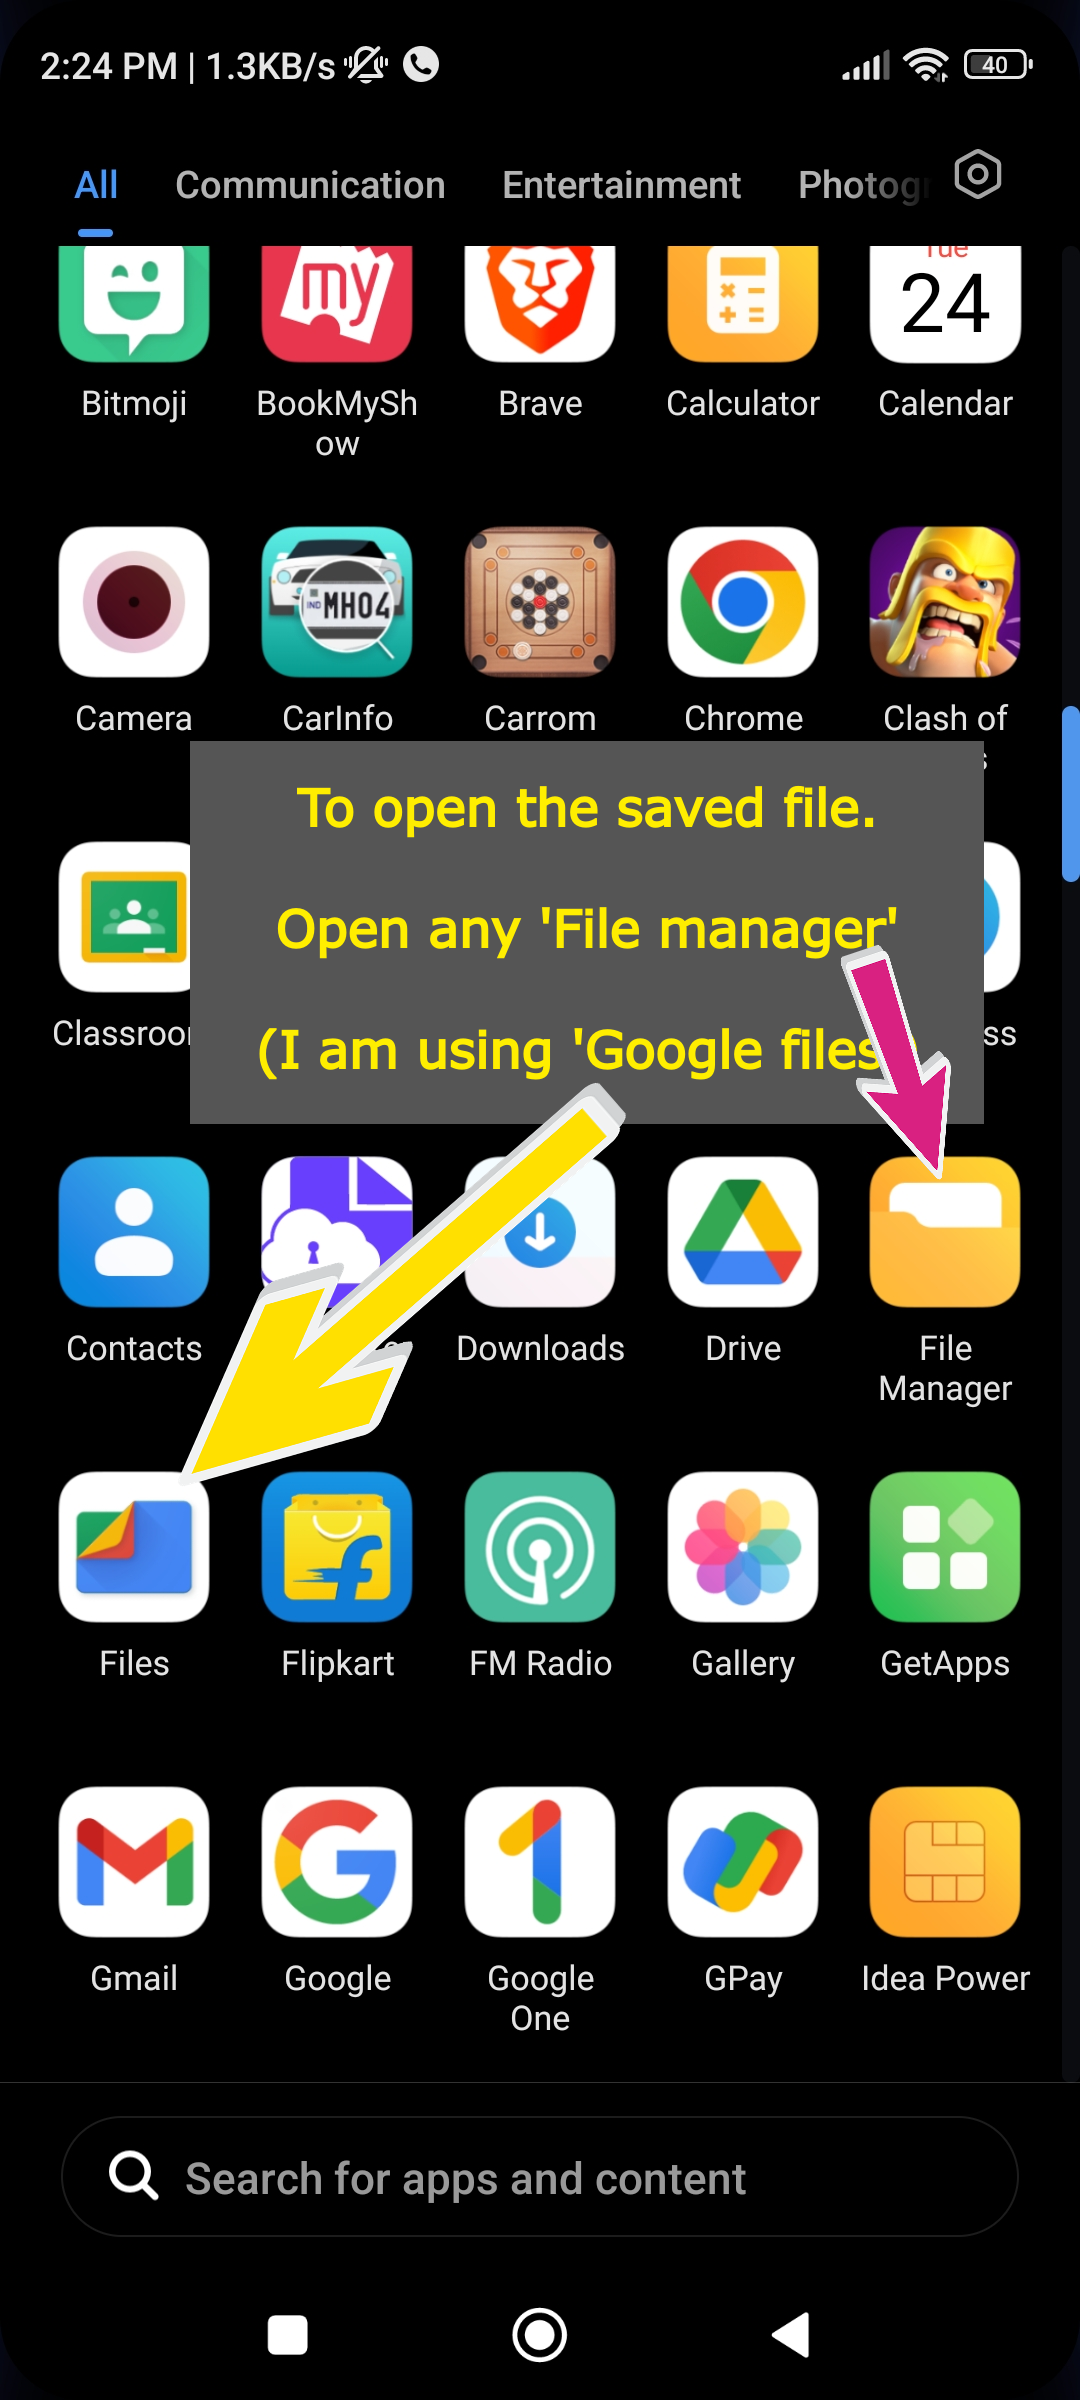 2:24 PM | 1.3KB/s
40
All Communication Entertainment
Tue
my 24
Bitmoji BookMySh Brave Calculator Calendar
ow
IND MH04
Camera CarInfo Carrom Chrome Clash of
To open the saved file.
Open any 'File manager'
(I am using 'Google files
Contacts Downloads Drive File
Manager
Files Flipkart FM Radio Gallery GetApps
Gmail Google Google GPay Idea Power
One
Search for apps and content